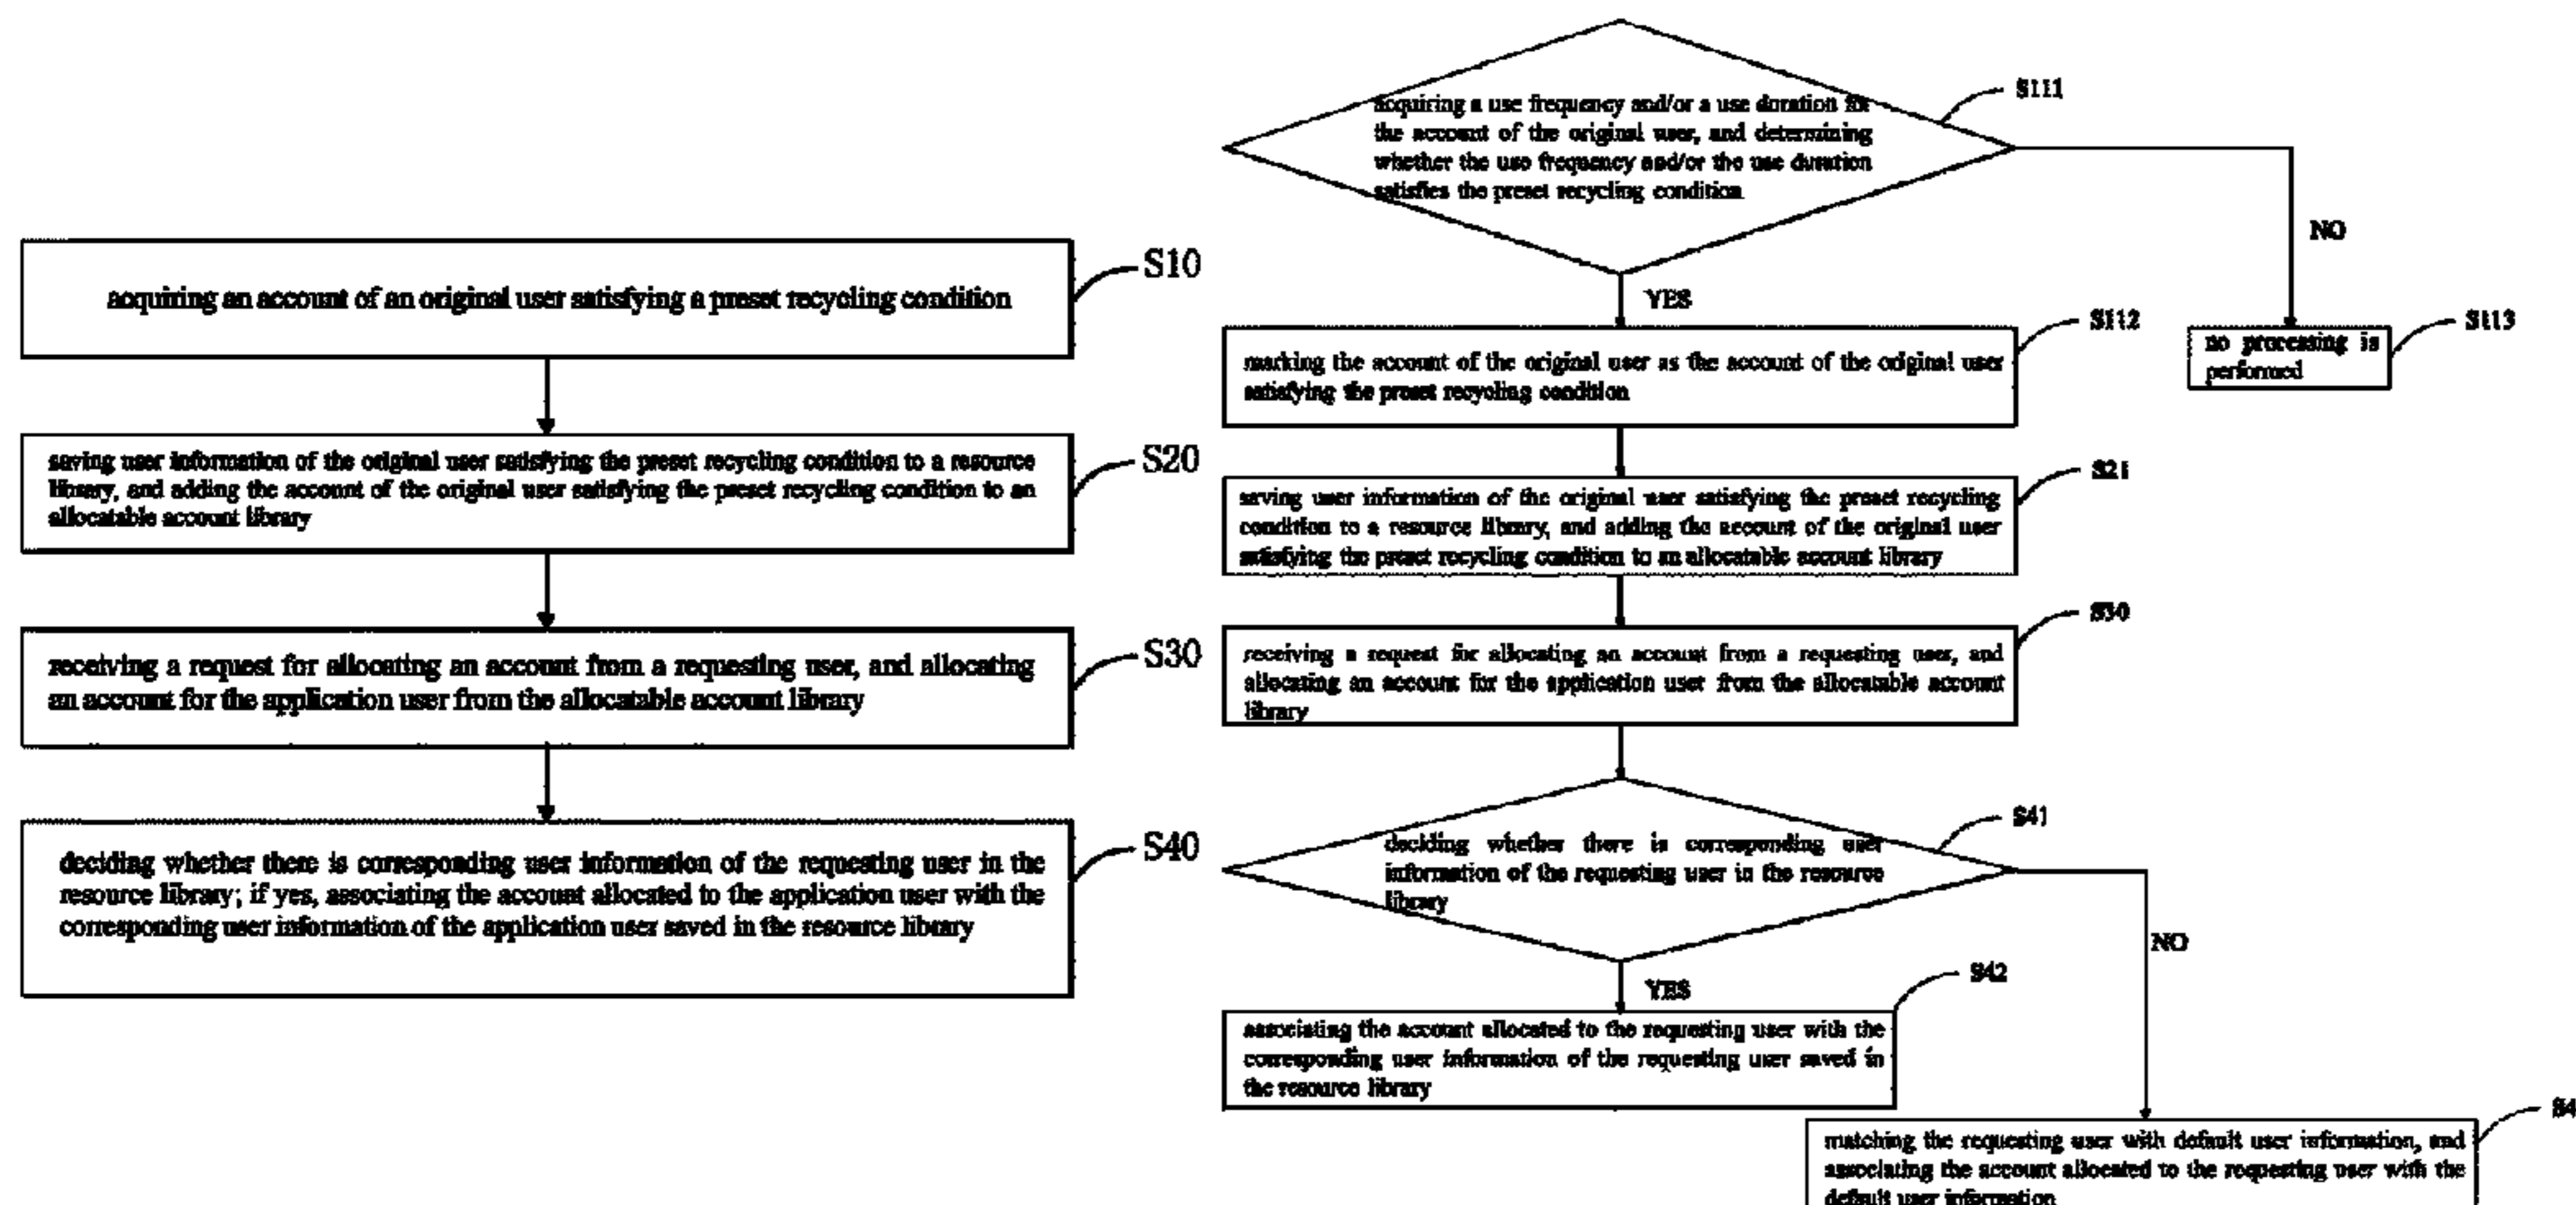 acquiring an account of an original user satisfying a preset recycling condition
S10
saving user information of the original user satisfying the preset recycling condition to a resource
library, and adding the account of the original user satisfying the preset recycling condition to an
allocatable account library
S20
receiving a request for allocating an account from a requesting user, and allocating
an account for the application user from the allocatable account library
S30
deciding whether there is corresponding user information of the requesting user in the
resource library; if yes, associating the account allocated to the application user with the
corresponding user information of the application user saved in the resource library
S40
acquiring a use frequency and/or a use duration for
the account of the original user, and determining
whether the use frequency and/or the use duration
satisfies the preset recycling condition
S111
NO
YES
marking the account of the original user as the account of the original user
satisfying the preset recycling condition
S112
no processing is
performed
S113
saving user information of the original user satisfying the preset recycling
condition to a resource library, and adding the account of the original user
satisfying the preset recycling condition to an allocatable account library
S21
receiving a request for allocating an account from a requesting user, and
allocating an account for the application user from the allocatable account
library
S30
deciding whether there is corresponding user
information of the requesting user in the resource
library
S41
NO
YES
associating the account allocated to the requesting user with the
corresponding user information of the requesting user saved in
the resource library
S42
matching the requesting user with default user information, and
associating the account allocated to the requesting user with the
default user information